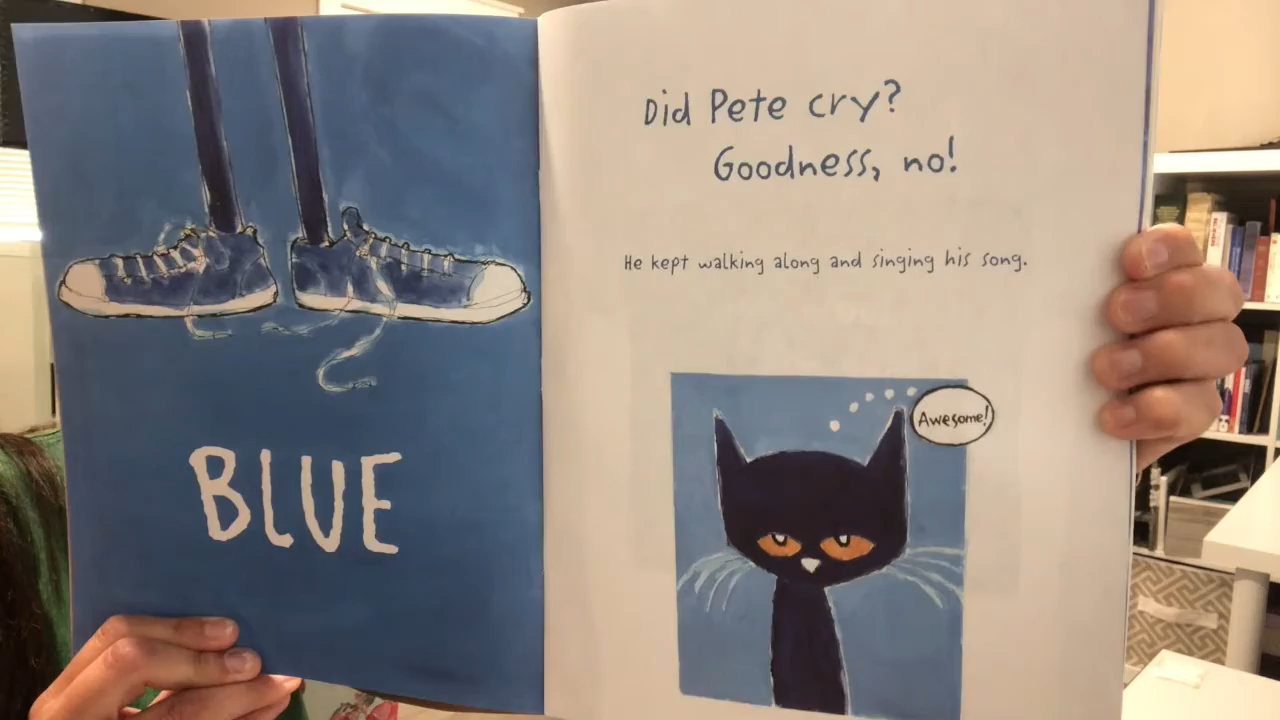 BLUE
Did Pete cry?
Goodness, no!
He kept walking along and singing his song.
Awesome!